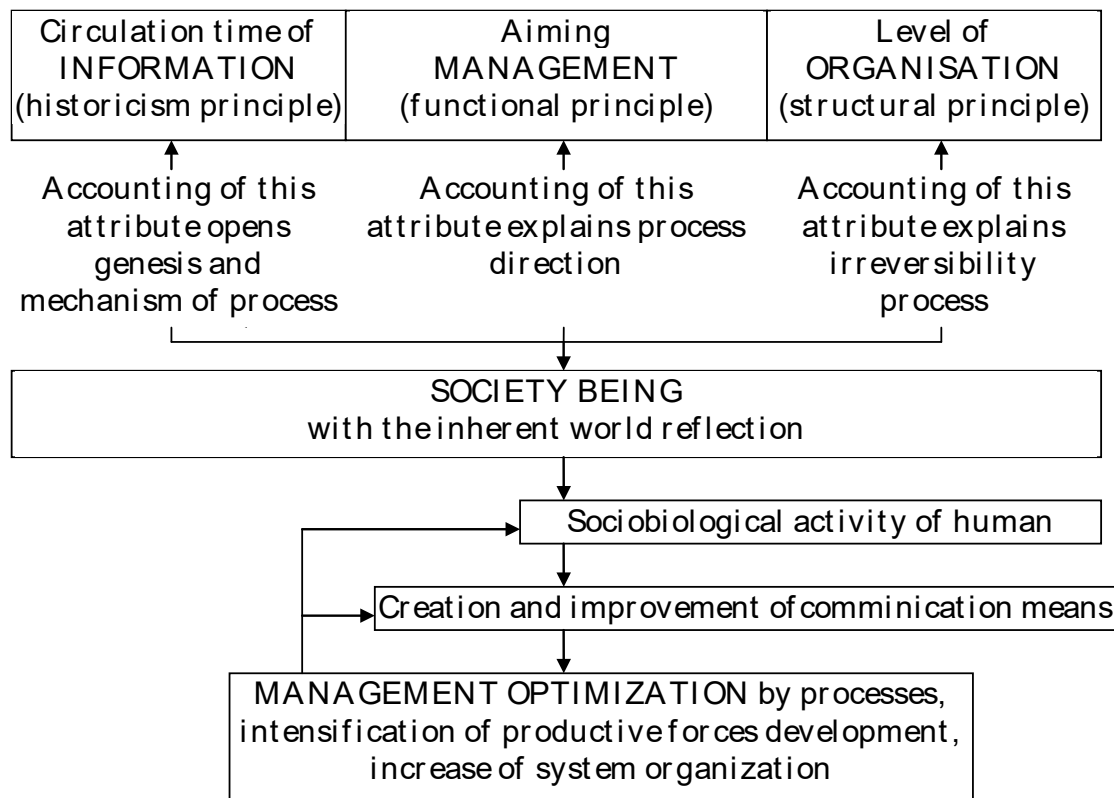 Circulation time of
INFORMATION
(historicism principle)
Aiming
MANAGEMENT
(functional principle)
Level of
ORGANISATION
(structural principle)
Accounting of this
attribute opens
genesis and
mechanism of process
Accounting of this
attribute explains process
direction
Accounting of this
attribute explains
irreversibility
process
SOCIETY BEING
with the inherent world reflection
Sociobiological activity of human
Creation and improvement of comminication means
MANAGEMENT OPTIMIZATION by processes,
intensification of productive forces development,
increase of system organization